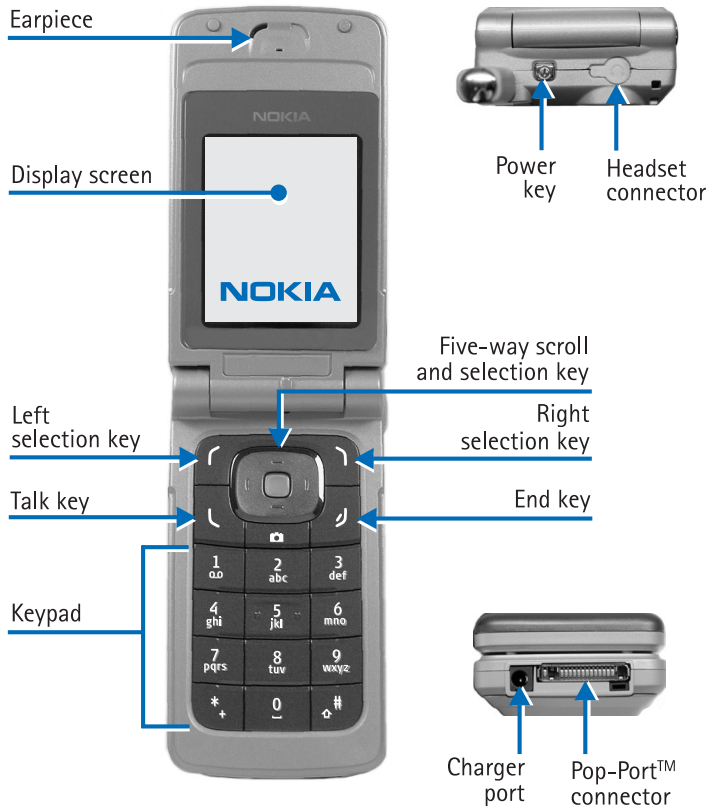 Earpiece
NOKIA
Display screen
NOKIA
Power
key
Headset
connector
Five-way scroll
and selection key
Left
selection key
Right
selection key
Talk key
End key
Keypad
1
2
abc
3
def
4
ghi
5
jkl
6
mno
7
pqrs
8
tuv
9
wxyz
*
+
0
#
Charger
port
Pop-Port™
connector